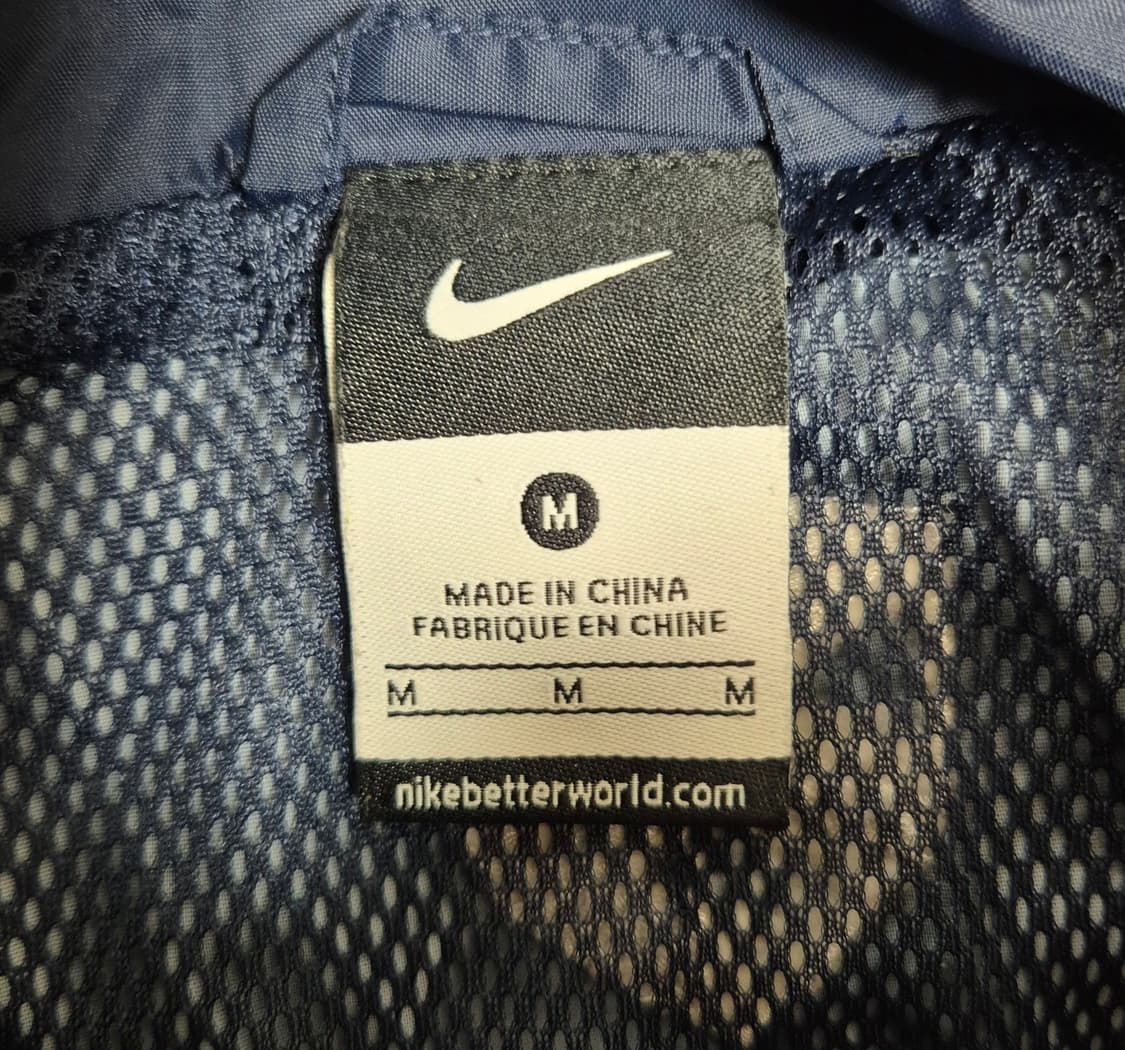 M
MADE IN CHINA
FABRIQUE EN CHINE
M M M
nikebetterworld.com